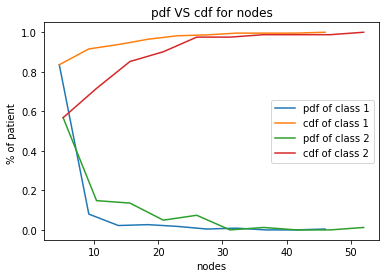 pdf VS cdf for nodes
1.0
0.8
0.6
0.4
0.2
0.0
% of patient
pdf of class 1
cdf of class 1
pdf of class 2
cdf of class 2
10 20 30 40 50
nodes